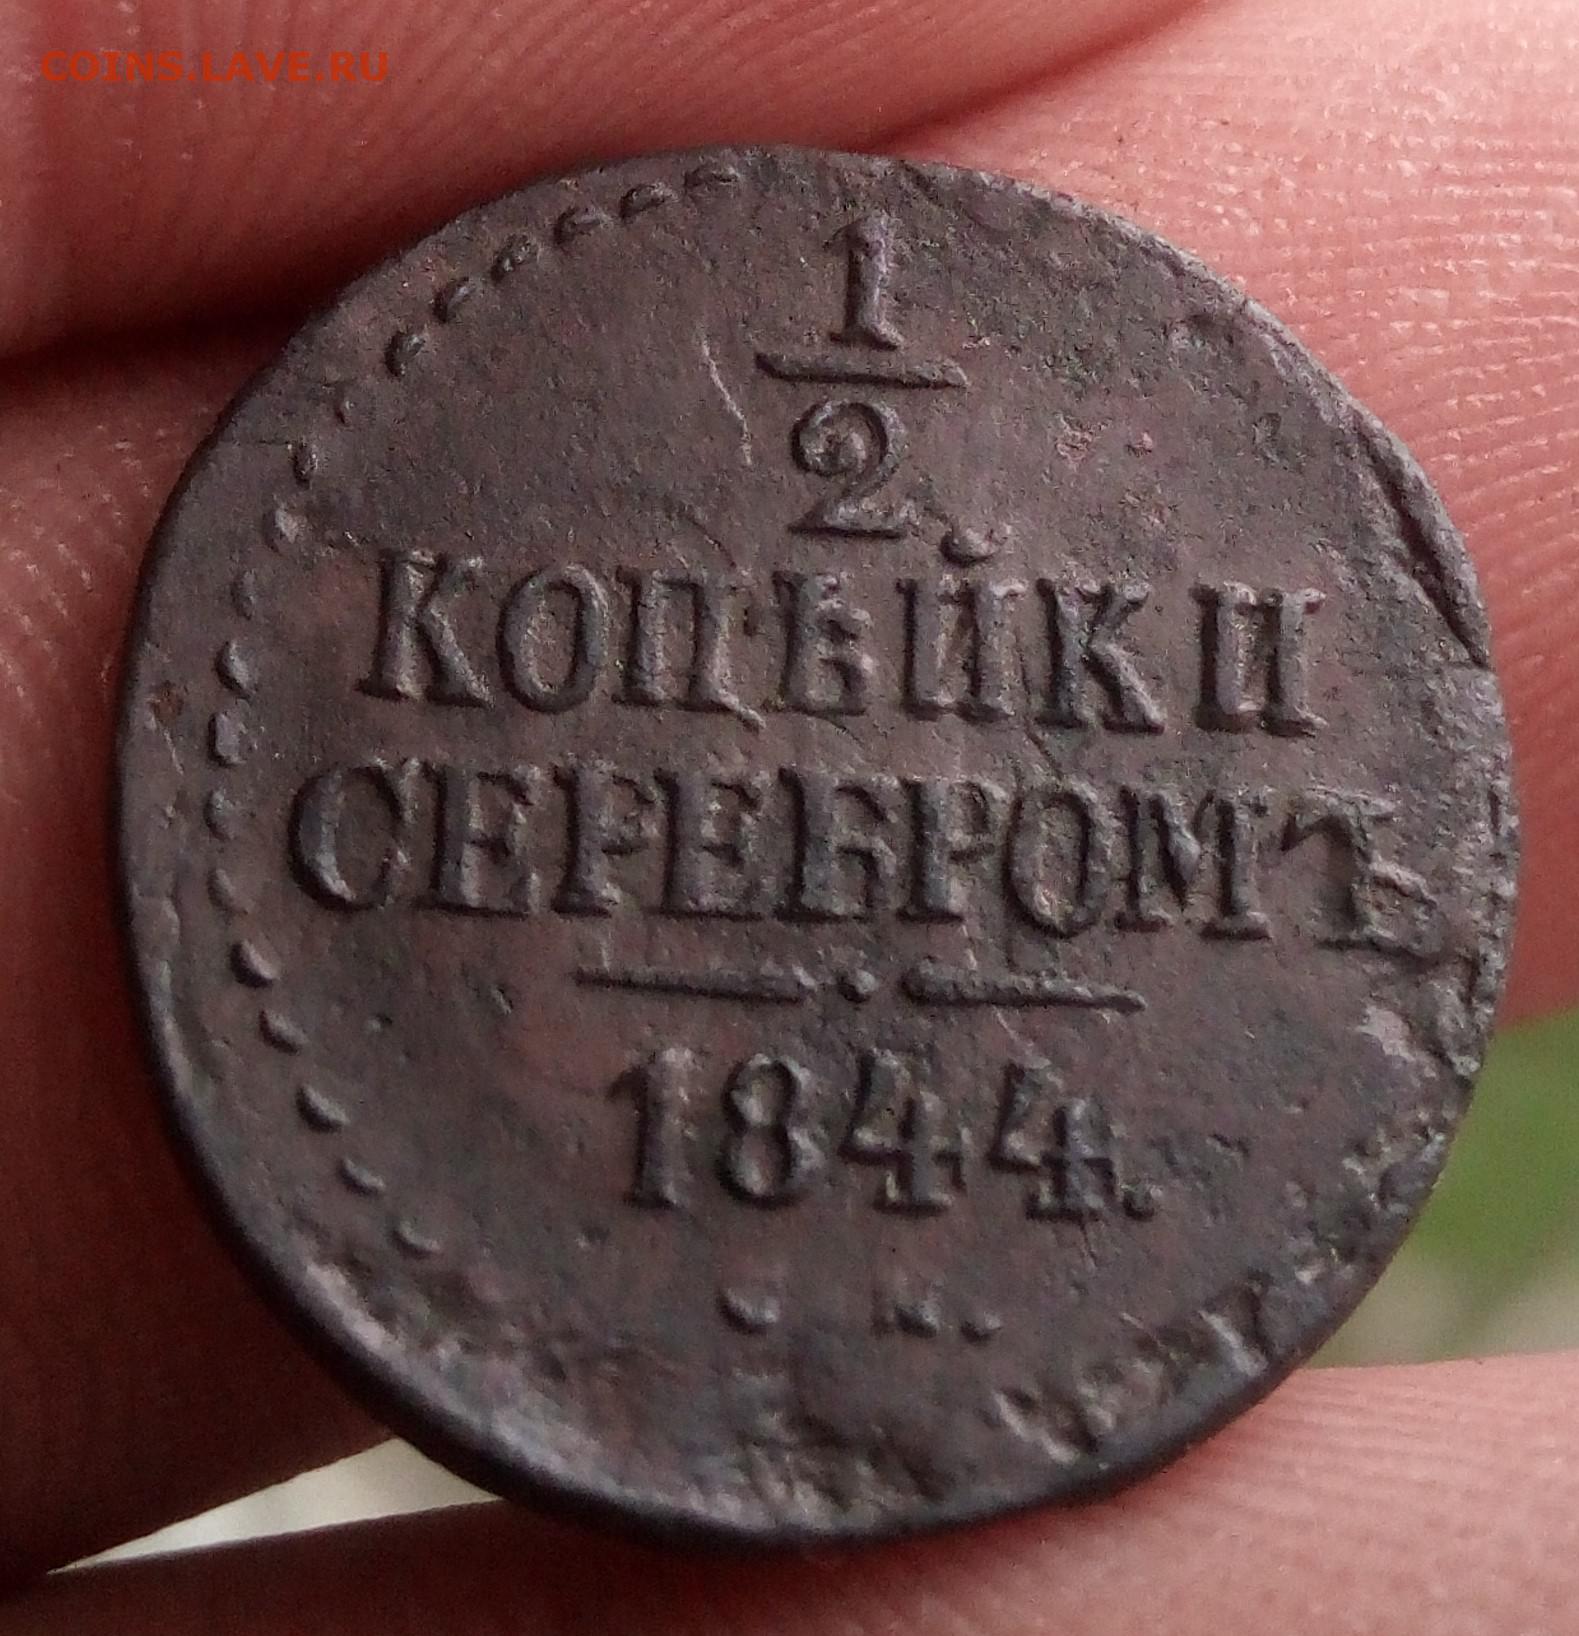 COINS.LAVE.RU
1
2
КОПѢЙКИ
СЕРЕБРОМЪ
1844.